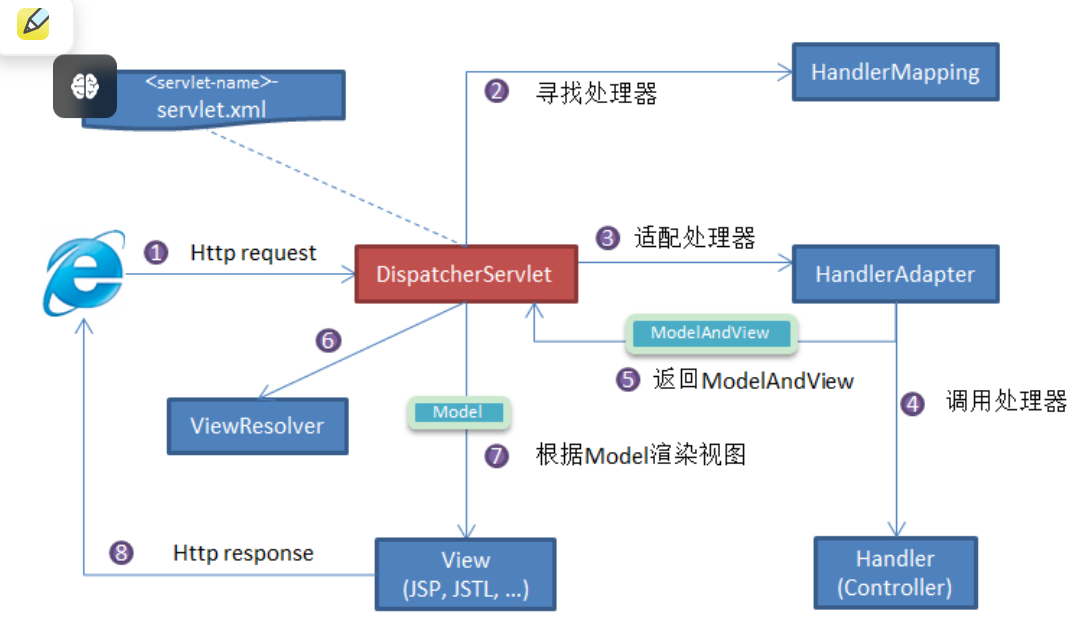 <servlet-name>-
servlet.xml
2 寻找处理器
HandlerMapping
1 Http request
DispatcherServlet
3 适配处理器
HandlerAdapter
ModelAndView
5 返回ModelAndView
4 调用处理器
6
ViewResolver
Model
7 根据Model渲染视图
8 Http response
View
(JSP, JSTL, ...)
Handler
(Controller)